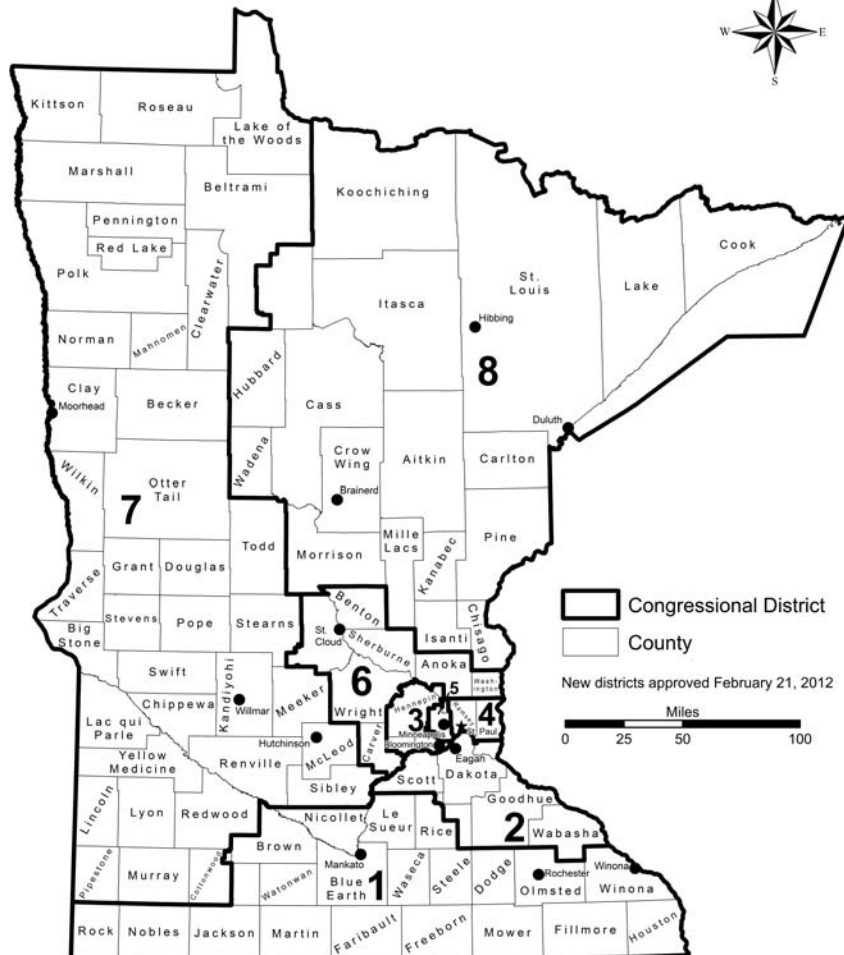 W
E
S
Kittson
Roseau
Lake of
the Woods
Marshall
Beltrami
Koochiching
Pennington
Red Lake
Polk
Clearwater
Cook
Lake
St.
Louis
Itasca
Hibbing
8
Norman
Mahnomen
Hubbard
Clay
Moorhead
Becker
Cass
Duluth
Wilkin
Otter
Tail
7
Wadena
Crow
Wing
Brainerd
Aitkin
Carlton
Pine
Todd
Morrison
Mille
Lacs
Kanabec
Grant
Douglas
Traverse
Big
Stone
Stevens
Pope
Stearns
Benton
St.
Cloud
Sherburne
Isanti
Chisago
Congressional District
County
New districts approved February 21, 2012
Miles
0
25
50
100
Swift
Kandiyohi
Meeker
6
Wright
Anoka
Wash-
ington
Hennepin
5
Ramsey
3
4
Minneapolis
St.
Paul
Bloomington
Eagan
Chippewa
Willmar
Lac qui
Parle
Yellow
Medicine
Hutchinson
McLeod
Carver
Renville
Sibley
Scott
Dakota
Goodhue
2
Wabasha
Lincoln
Lyon
Redwood
Nicollet
Le
Sueur
Rice
Brown
Mankato
Pipestone
Murray
Cottonwood
Watonwan
Blue
Earth
1
Waseca
Steele
Dodge
Rochester
Olmsted
Winona
Winona
Rock
Nobles
Jackson
Martin
Faribault
Freeborn
Mower
Fillmore
Houston